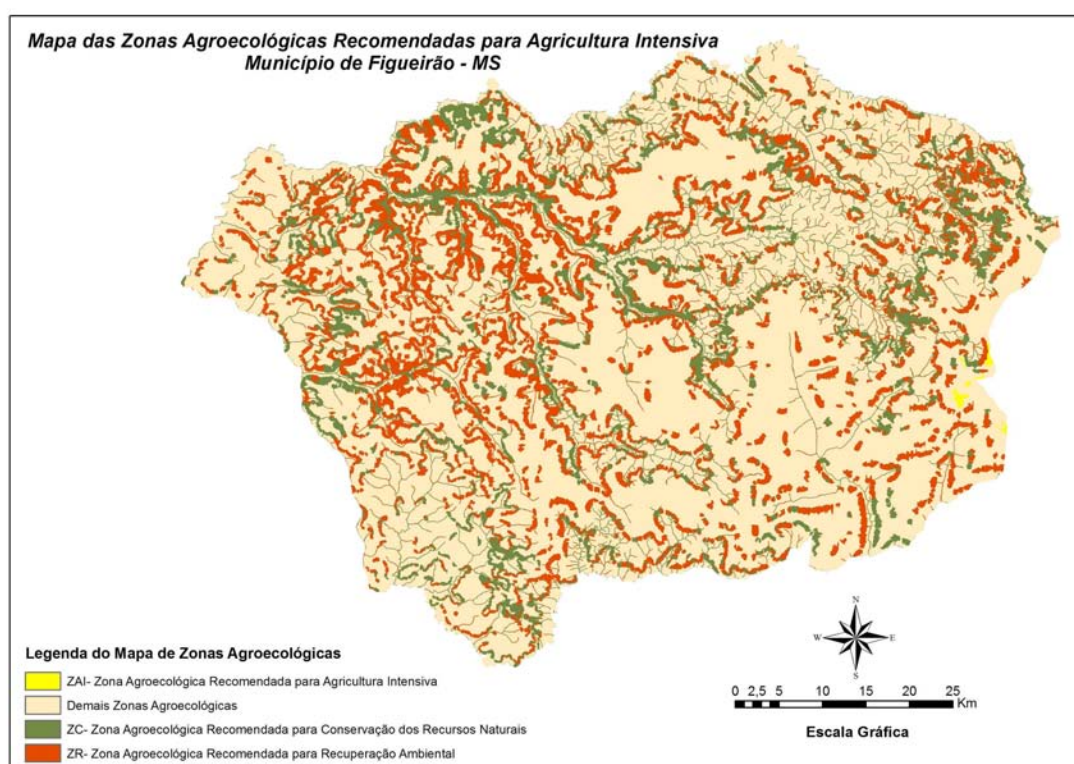 Mapa das Zonas Agroecológicas Recomendadas para Agricultura Intensiva
Município de Figueirão - MS
Legenda do Mapa de Zonas Agroecológicas
ZAI- Zona Agroecológica Recomendada para Agricultura Intensiva
Demais Zonas Agroecológicas
ZC- Zona Agroecológica Recomendada para Conservação dos Recursos Naturais
ZR- Zona Agroecológica Recomendada para Recuperação Ambiental
N
W E
S
0 2,5 5 10 15 20 25
Km
Escala Gráfica